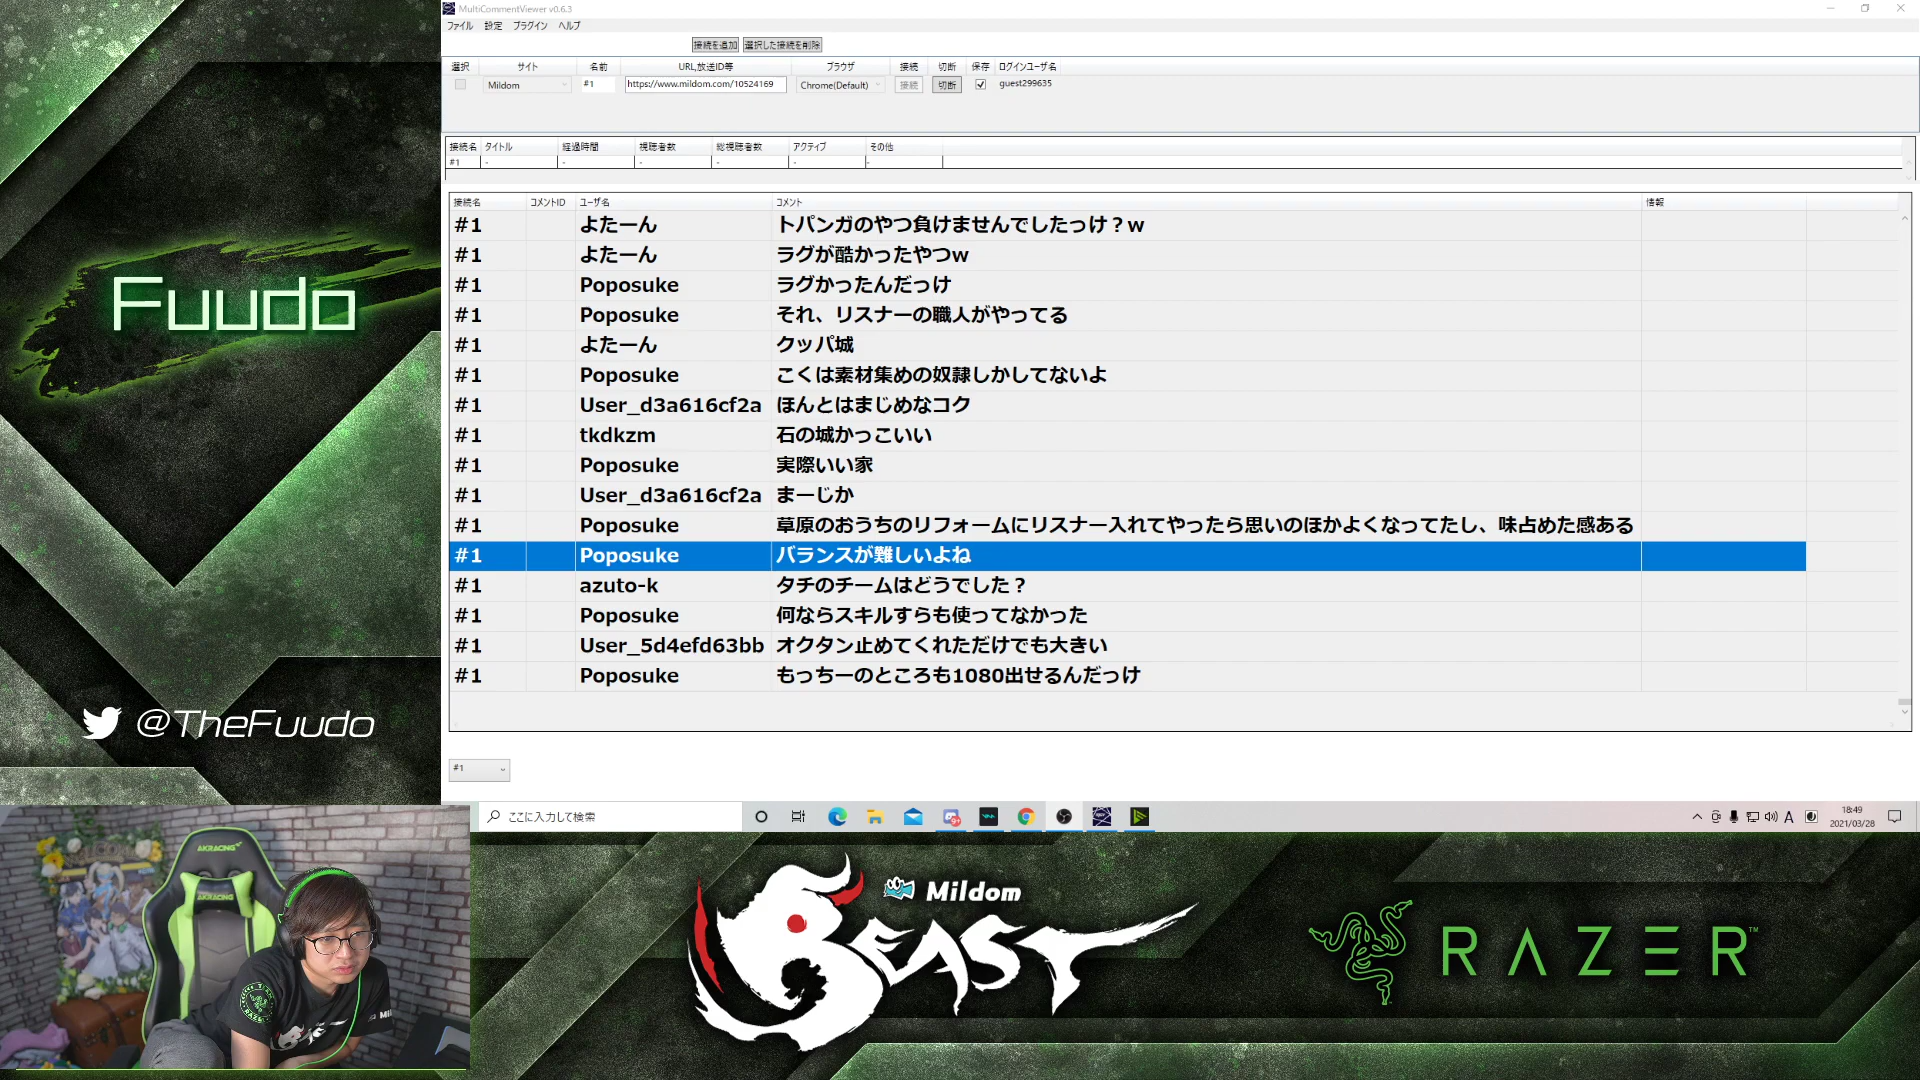 MultiCommentViewer v0.6.3
ファイル 設定 プラグイン ヘルプ
接続を追加 選択した接続を削除
選択 サイト 名前 URL,放送ID等 ブラウザ 接続 切断 保存 ログインユーザ名
Mildom #1 https://www.mildom.com/10524169 Chrome(Default) 接続 切断 guest299635
接続名 タイトル 経過時間 視聴者数 総視聴者数 アクティブ その他
#1 - - - - - -
接続名 コメントID ユーザ名 コメント 情報
#1 よたーん トパンガのやつ負けませんでしたっけ？w
#1 よたーん ラグが酷かったやつw
#1 Poposuke ラグかったんだっけ
#1 Poposuke それ、リスナーの職人がやってる
#1 よたーん クッパ城
#1 Poposuke こくは素材集めの奴隷しかしてないよ
#1 User_d3a616cf2a ほんとはまじめなコク
#1 tkdkzm 石の城かっこいい
#1 Poposuke 実際いい家
#1 User_d3a616cf2a まーじか
#1 Poposuke 草原のおうちのリフォームにリスナー入れてやったら思いのほかよくなってたし、味占めた感ある
#1 Poposuke バランスが難しいよね
#1 azuto-k タチのチームはどうでした？
#1 Poposuke 何ならスキルすらも使ってなかった
#1 User_5d4efd63bb オクタン止めてくれただけでも大きい
#1 Poposuke もっちーのところも1080出せるんだっけ
#1
Fuudo
@TheFuudo
ここに入力して検索
A
18:49
2021/03/28
AKRACING
AKRACING
Mildom
BEAST
RAZER™